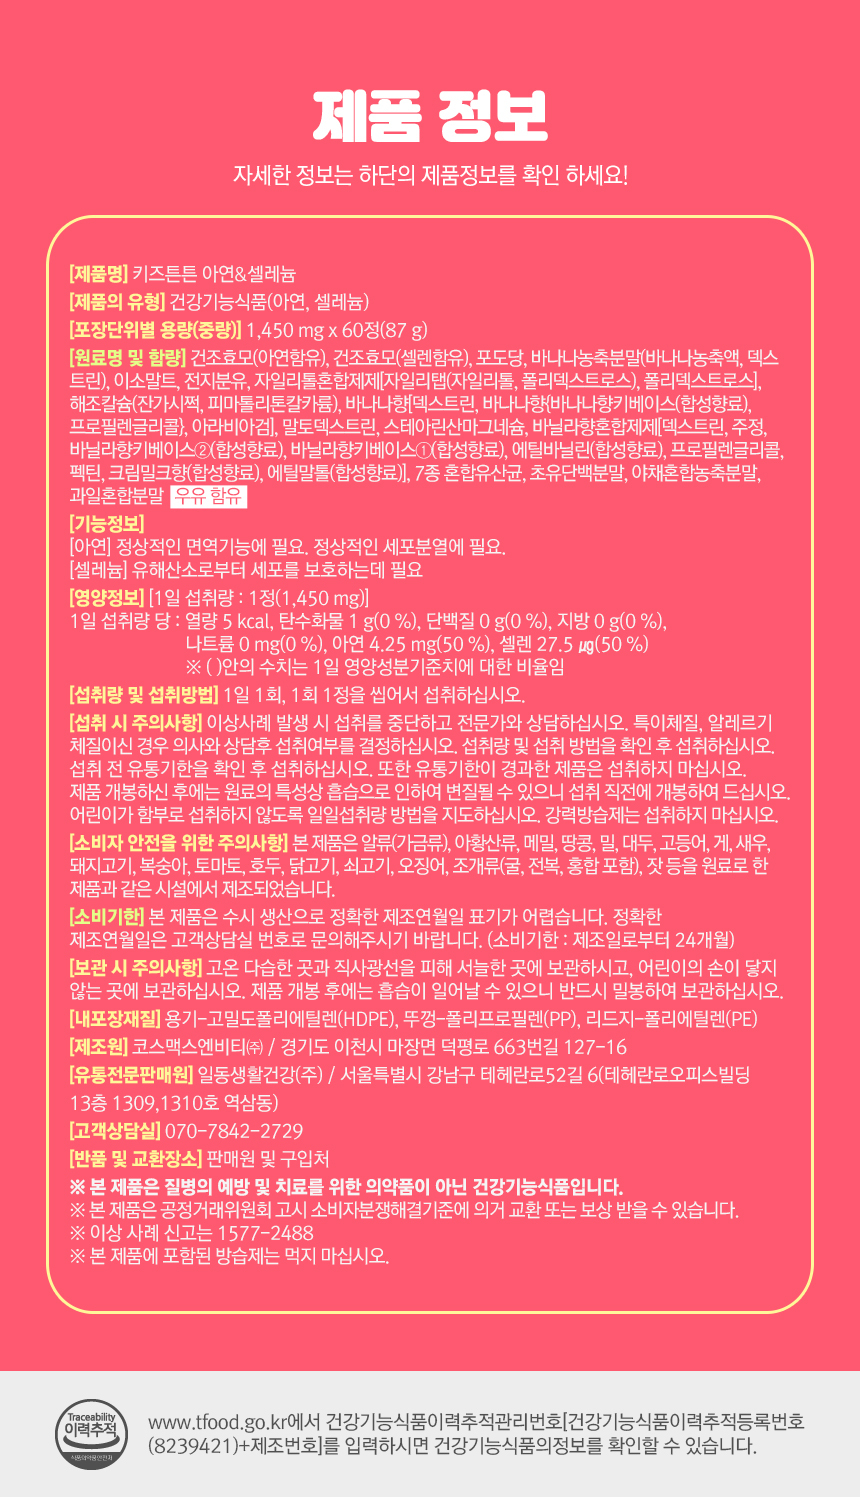 제품 정보
자세한 정보는 하단의 제품정보를 확인 하세요!
[제품명] 키즈튼튼 아연&셀레늄
[제품의 유형] 건강기능식품(아연, 셀레늄)
[포장단위별 용량(중량)] 1,450 mg x 60정(87 g)
[원료명 및 함량] 건조효모(아연함유), 건조효모(셀렌함유), 포도당, 바나나농축분말(바나나농축액, 덱스
트린), 이소말트, 전지분유, 자일리톨혼합제제[자일리탭(자일리톨, 폴리덱스트로스), 폴리덱스트로스],
해조칼슘(잔가시쩍, 피마톨리톤칼카륨), 바나나향[덱스트린, 바나나향{바나나향키베이스(합성향료),
프로필렌글리콜}, 아라비아검], 말토덱스트린, 스테아린산마그네슘, 바닐라향혼합제제[덱스트린, 주정,
바닐라향키베이스②(합성향료), 바닐라향키베이스①(합성향료), 에틸바닐린(합성향료), 프로필렌글리콜,
펙틴, 크림밀크향(합성향료), 에틸말톨(합성향료)], 7종 혼합유산균, 초유단백분말, 야채혼합농축분말,
과일혼합분말 우유 함유
[기능정보]
[아연] 정상적인 면역기능에 필요. 정상적인 세포분열에 필요.
[셀레늄] 유해산소로부터 세포를 보호하는데 필요
[영양정보] [1일 섭취량 : 1정(1,450 mg)]
1일 섭취량 당 : 열량 5 kcal, 탄수화물 1 g(0 %), 단백질 0 g(0 %), 지방 0 g(0 %),
나트륨 0 mg(0 %), 아연 4.25 mg(50 %), 셀렌 27.5 ㎍(50 %)
※ ( )안의 수치는 1일 영양성분기준치에 대한 비율임
[섭취량 및 섭취방법] 1일 1회, 1회 1정을 씹어서 섭취하십시오.
[섭취 시 주의사항] 이상사례 발생 시 섭취를 중단하고 전문가와 상담하십시오. 특이체질, 알레르기
체질이신 경우 의사와 상담후 섭취여부를 결정하십시오. 섭취량 및 섭취 방법을 확인 후 섭취하십시오.
섭취 전 유통기한을 확인 후 섭취하십시오. 또한 유통기한이 경과한 제품은 섭취하지 마십시오.
제품 개봉하신 후에는 원료의 특성상 흡습으로 인하여 변질될 수 있으니 섭취 직전에 개봉하여 드십시오.
어린이가 함부로 섭취하지 않도록 일일섭취량 방법을 지도하십시오. 강력방습제는 섭취하지 마십시오.
[소비자 안전을 위한 주의사항] 본 제품은 알류(가금류), 아황산류, 메밀, 땅콩, 밀, 대두, 고등어, 게, 새우,
돼지고기, 복숭아, 토마토, 호두, 닭고기, 쇠고기, 오징어, 조개류(굴, 전복, 홍합 포함), 잣 등을 원료로 한
제품과 같은 시설에서 제조되었습니다.
[소비기한] 본 제품은 수시 생산으로 정확한 제조연월일 표기가 어렵습니다. 정확한
제조연월일은 고객상담실 번호로 문의해주시기 바랍니다. (소비기한 : 제조일로부터 24개월)
[보관 시 주의사항] 고온 다습한 곳과 직사광선을 피해 서늘한 곳에 보관하시고, 어린이의 손이 닿지
않는 곳에 보관하십시오. 제품 개봉 후에는 흡습이 일어날 수 있으니 반드시 밀봉하여 보관하십시오.
[내포장재질] 용기-고밀도폴리에틸렌(HDPE), 뚜껑-폴리프로필렌(PP), 리드지-폴리에틸렌(PE)
[제조원] 코스맥스엔비티㈜ / 경기도 이천시 마장면 덕평로 663번길 127-16
[유통전문판매원] 일동생활건강(주) / 서울특별시 강남구 테헤란로52길 6(테헤란로오피스빌딩
13층 1309,1310호 역삼동)
[고객상담실] 070-7842-2729
[반품 및 교환장소] 판매원 및 구입처
※ 본 제품은 질병의 예방 및 치료를 위한 의약품이 아닌 건강기능식품입니다.
※ 본 제품은 공정거래위원회 고시 소비자분쟁해결기준에 의거 교환 또는 보상 받을 수 있습니다.
※ 이상 사례 신고는 1577-2488
※ 본 제품에 포함된 방습제는 먹지 마십시오.
Traceability
이력추적
식품의약품안전처
www.tfood.go.kr에서 건강기능식품이력추적관리번호[건강기능식품이력추적등록번호
(8239421)+제조번호]를 입력하시면 건강기능식품의정보를 확인할 수 있습니다.